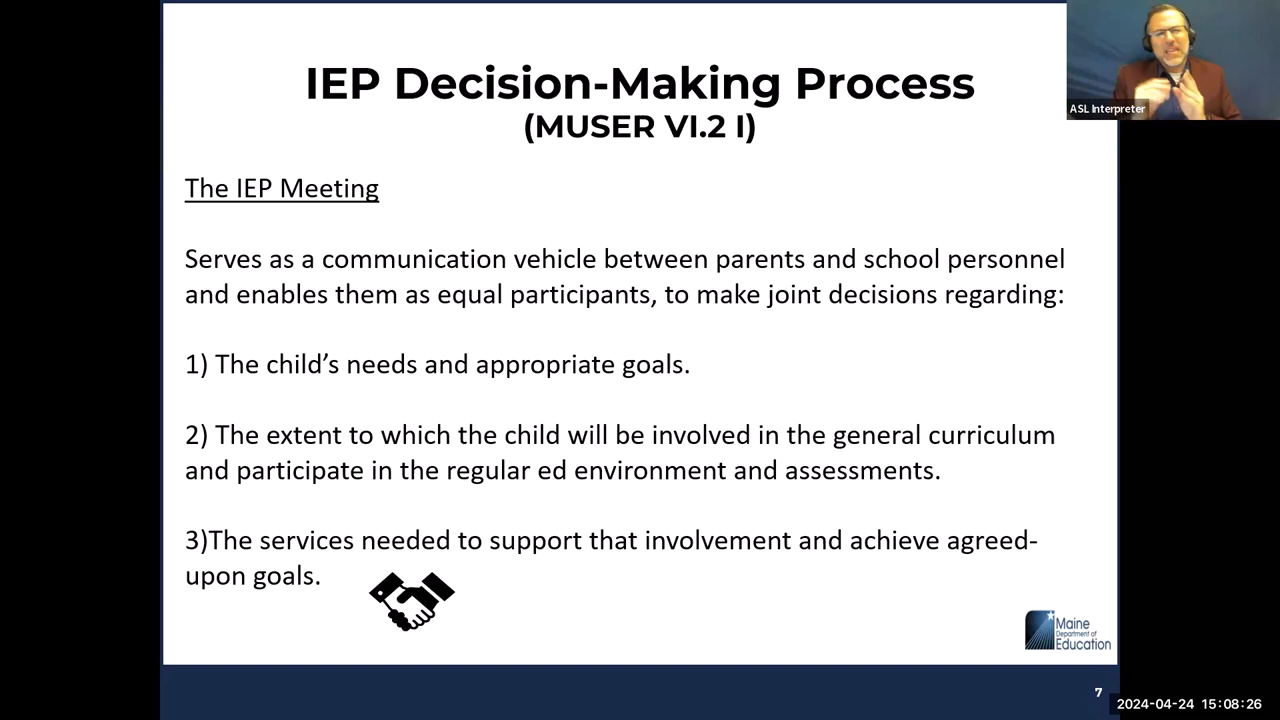 IEP Decision-Making Process
(MUSER VI.2 I)
ASL Interpreter
The IEP Meeting
Serves as a communication vehicle between parents and school personnel
and enables them as equal participants, to make joint decisions regarding:
1) The child’s needs and appropriate goals.
2) The extent to which the child will be involved in the general curriculum
and participate in the regular ed environment and assessments.
3)The services needed to support that involvement and achieve agreed-
upon goals.
Maine
Department of
Education
7
2024-04-24 15:08:26